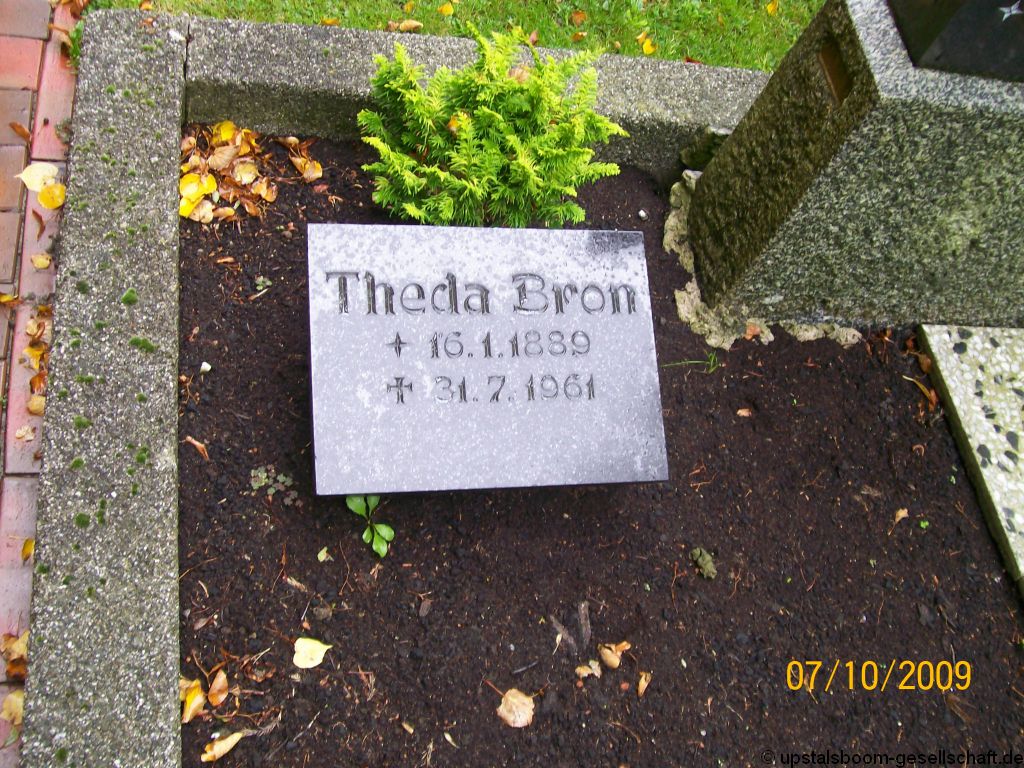 Theda Bron
✦ 16.1.1889
✝ 31.7.1961
07/10/2009
© upstalsboom-gesellschaft.de